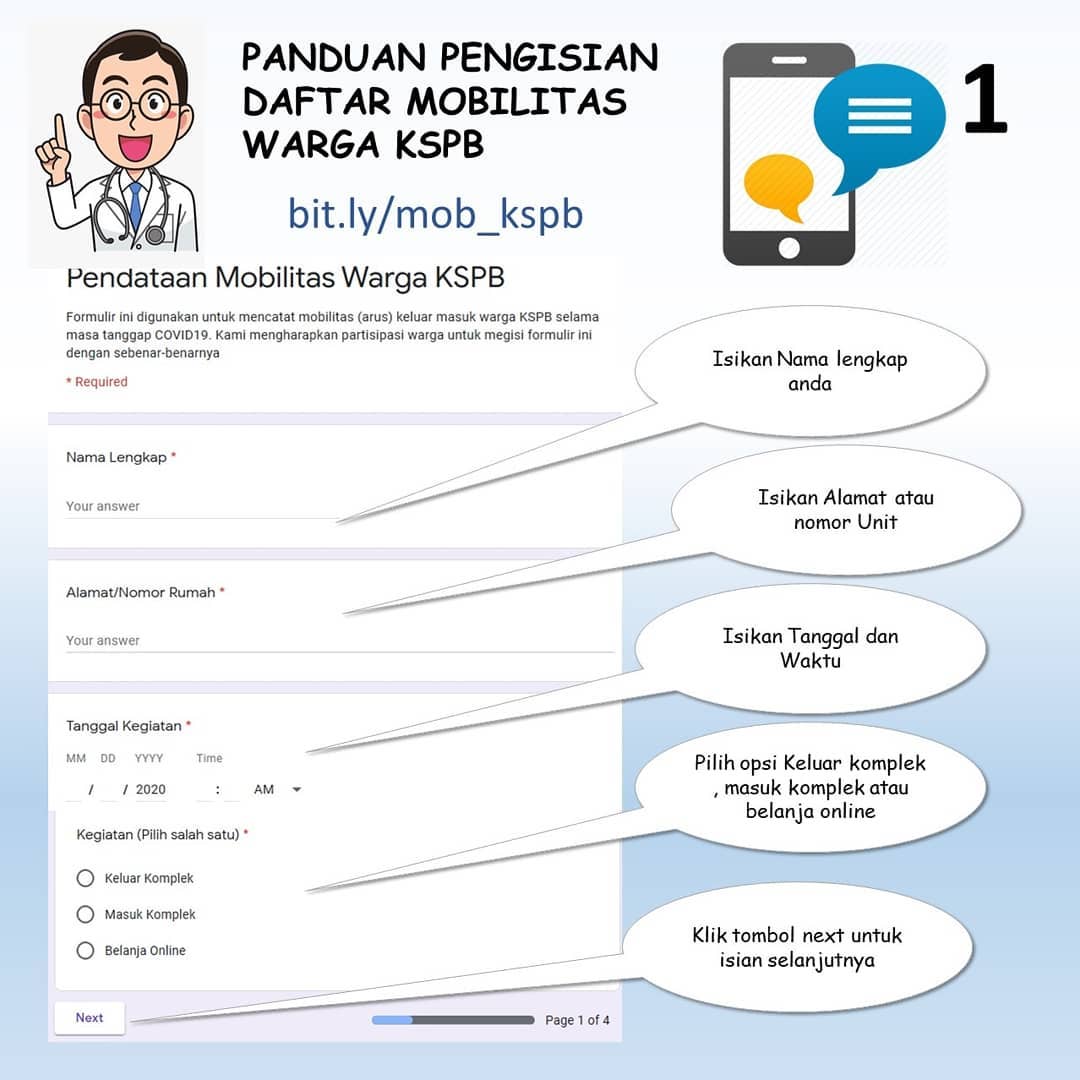 PANDUAN PENGISIAN
DAFTAR MOBILITAS
WARGA KSPB
1
bit.ly/mob_kspb
Pendataan Mobilitas Warga KSPB
Formulir ini digunakan untuk mencatat mobilitas (arus) keluar masuk warga KSPB selama
masa tanggap COVID19. Kami mengharapkan partisipasi warga untuk megisi formulir ini
dengan sebenar-benarnya
* Required
Isikan Nama lengkap
anda
Nama Lengkap *
Your answer
Isikan Alamat atau
nomor Unit
Alamat/Nomor Rumah *
Your answer
Isikan Tanggal dan
Waktu
Tanggal Kegiatan *
MM DD YYYY Time
/ / 2020 : AM
Pilih opsi Keluar komplek
, masuk komplek atau
belanja online
Kegiatan (Pilih salah satu) *
Keluar Komplek
Masuk Komplek
Belanja Online
Klik tombol next untuk
isian selanjutnya
Next
Page 1 of 4